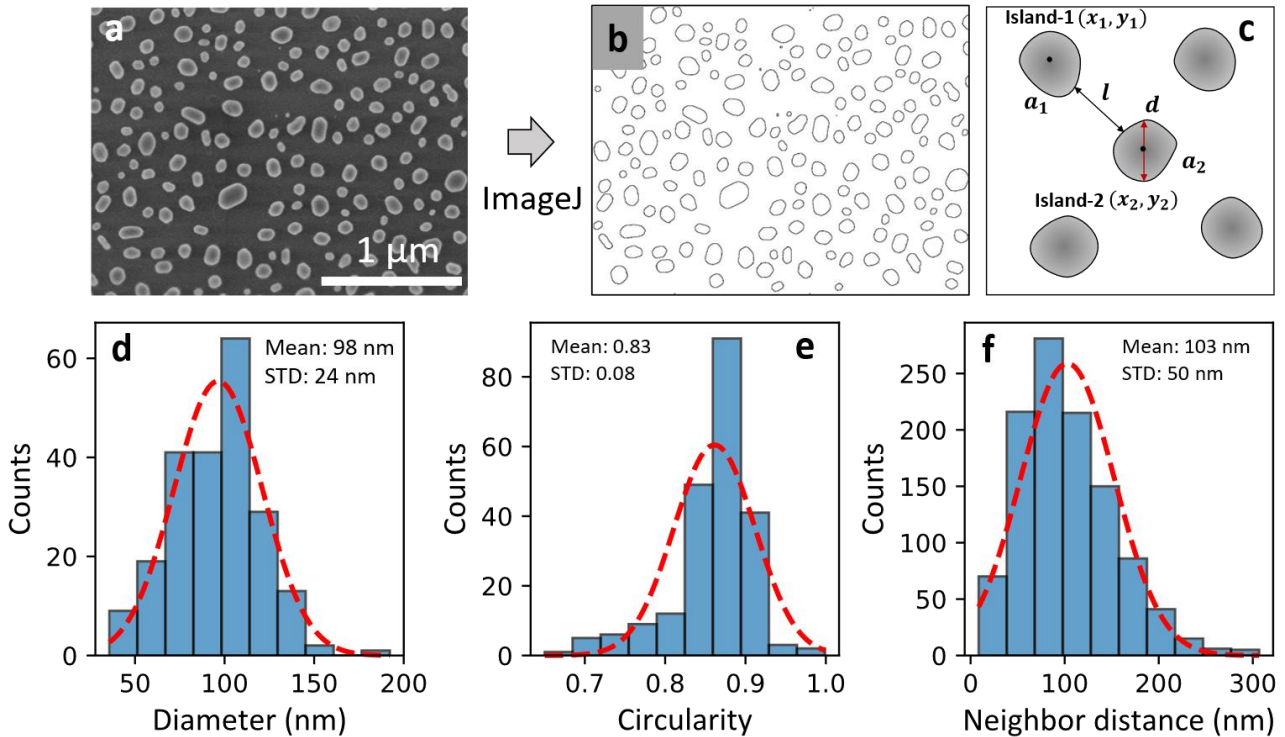 a
1 µm
ImageJ
b
c
Island-1 (x₁, y₁)
a₁
l
d
a₂
Island-2 (x₂, y₂)
d
Mean: 98 nm
STD: 24 nm
Counts
0
20
40
60
50
100
150
200
Diameter (nm)
e
Mean: 0.83
STD: 0.08
Counts
0
20
40
60
80
0.7
0.8
0.9
1.0
Circularity
f
Mean: 103 nm
STD: 50 nm
Counts
0
50
100
150
200
250
0
100
200
300
Neighbor distance (nm)